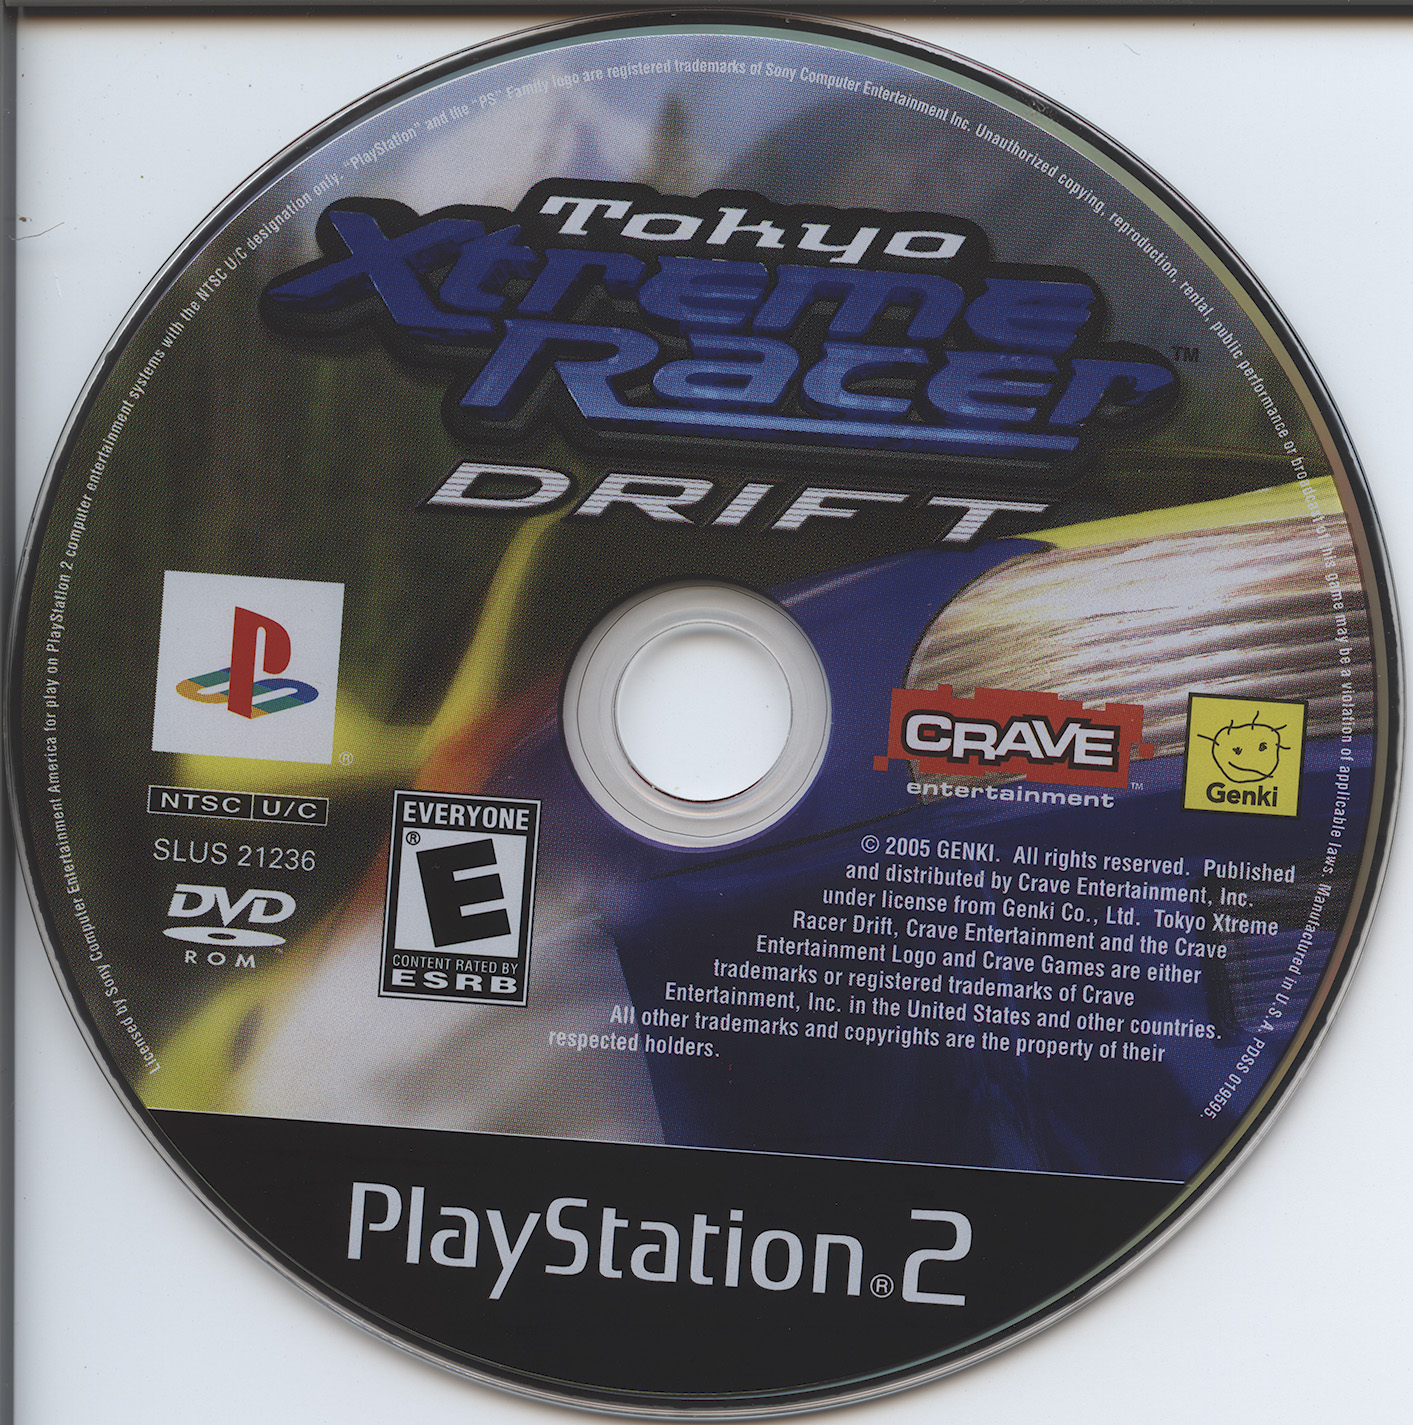 Licensed by Sony Computer Entertainment America for play on PlayStation 2 computer entertainment systems with the NTSC U/C designation only. "PlayStation" and the "PS" Family logo are registered trademarks of Sony Computer Entertainment Inc. Unauthorized copying, reproduction, rental, public performance or broadcast of this game may be a violation of applicable laws. Manufactured in U.S.A. PDSS 019595.
Tokyo
Xtreme
Racer™
DRIFT
®
NTSC U/C
SLUS 21236
DVD
ROM
EVERYONE
®
E
CONTENT RATED BY
ESRB
CRAVE
entertainment™
Genki
© 2005 GENKI. All rights reserved. Published
and distributed by Crave Entertainment, Inc.
under license from Genki Co., Ltd. Tokyo Xtreme
Racer Drift, Crave Entertainment and the Crave
Entertainment Logo and Crave Games are either
trademarks or registered trademarks of Crave
Entertainment, Inc. in the United States and other countries.
All other trademarks and copyrights are the property of their
respected holders.
PlayStation®2